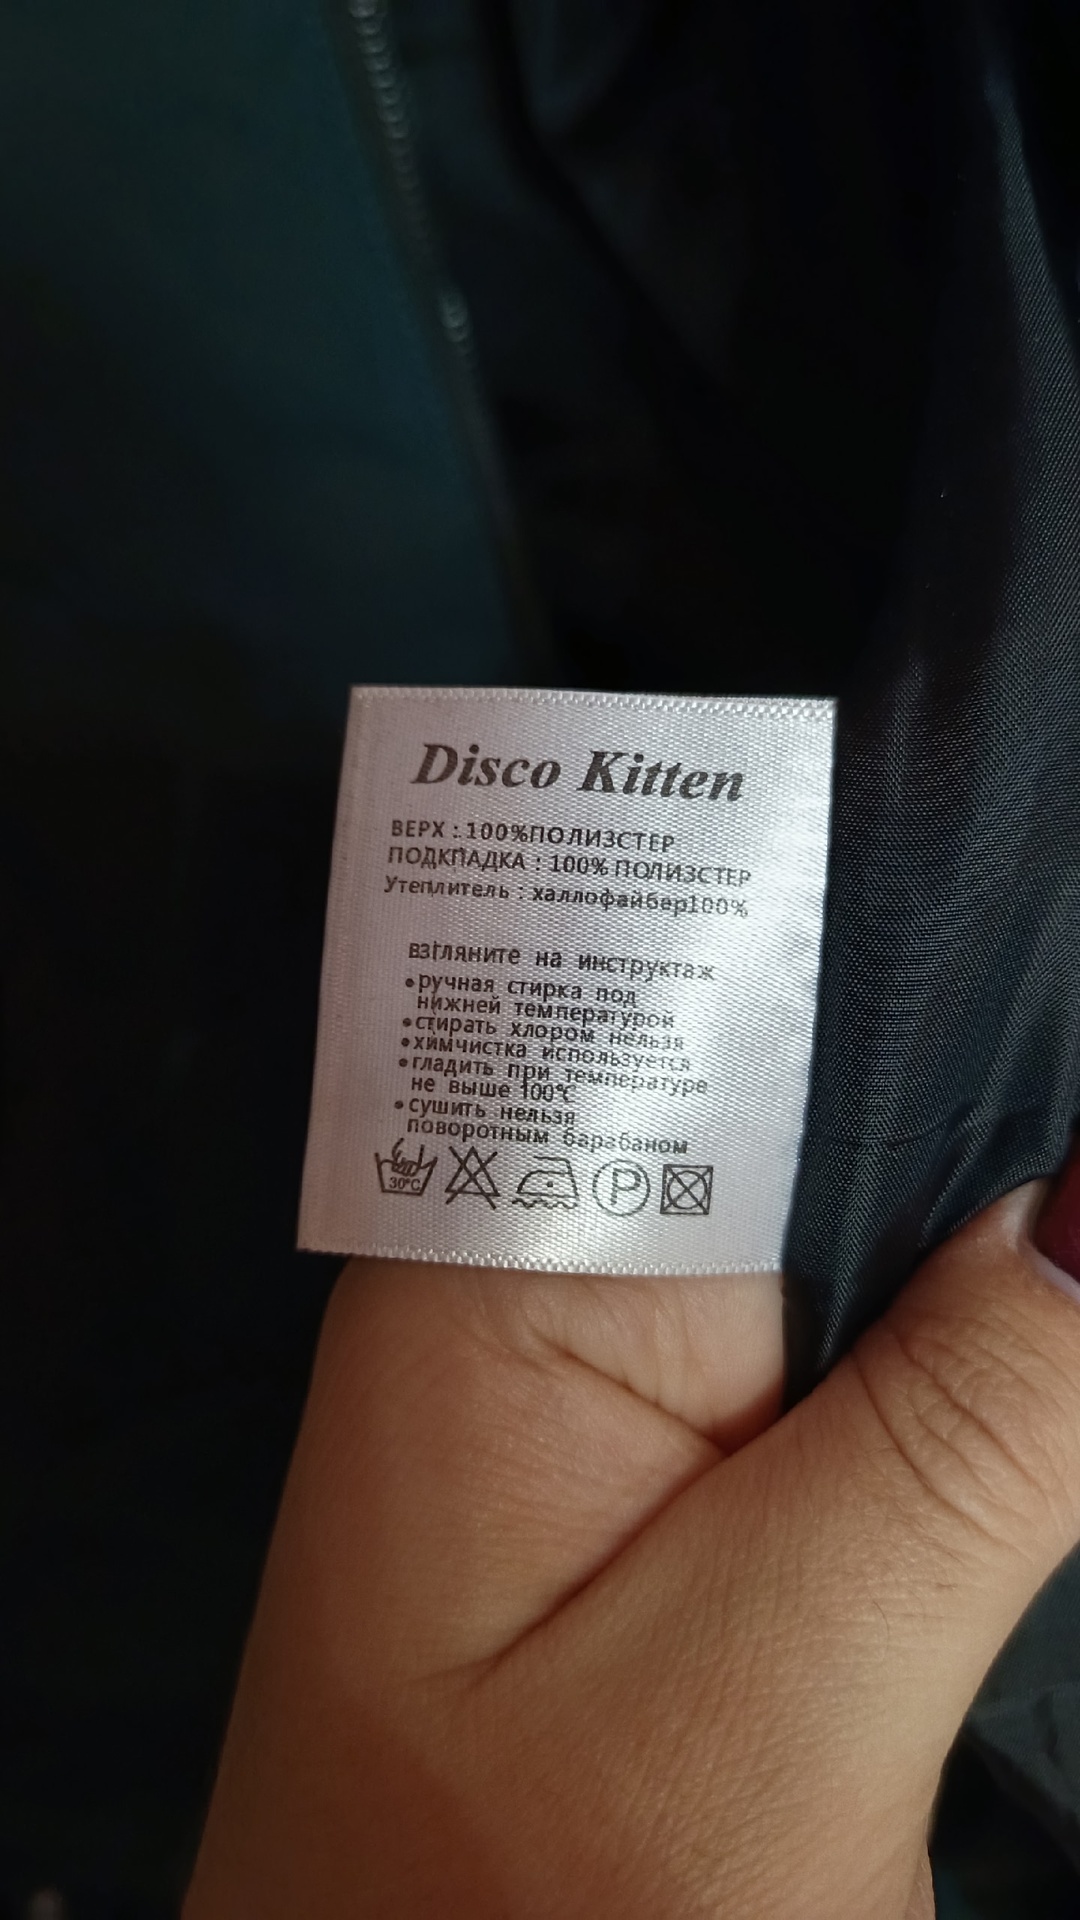 Disco Kitten
ВЕРХ : 100%ПОЛИЗСТЕР
ПОДКПАДКА : 100% ПОЛИЗСТЕР
Утеплитель : халлофайбер100%
взгляните на инструктаж
•ручная стирка под
нижней температурой
•стирать хлором нельзя
•химчистка используется
•гладить при температуре
не выше 100℃
•сушить нельзя
поворотным барабаном
30°C P